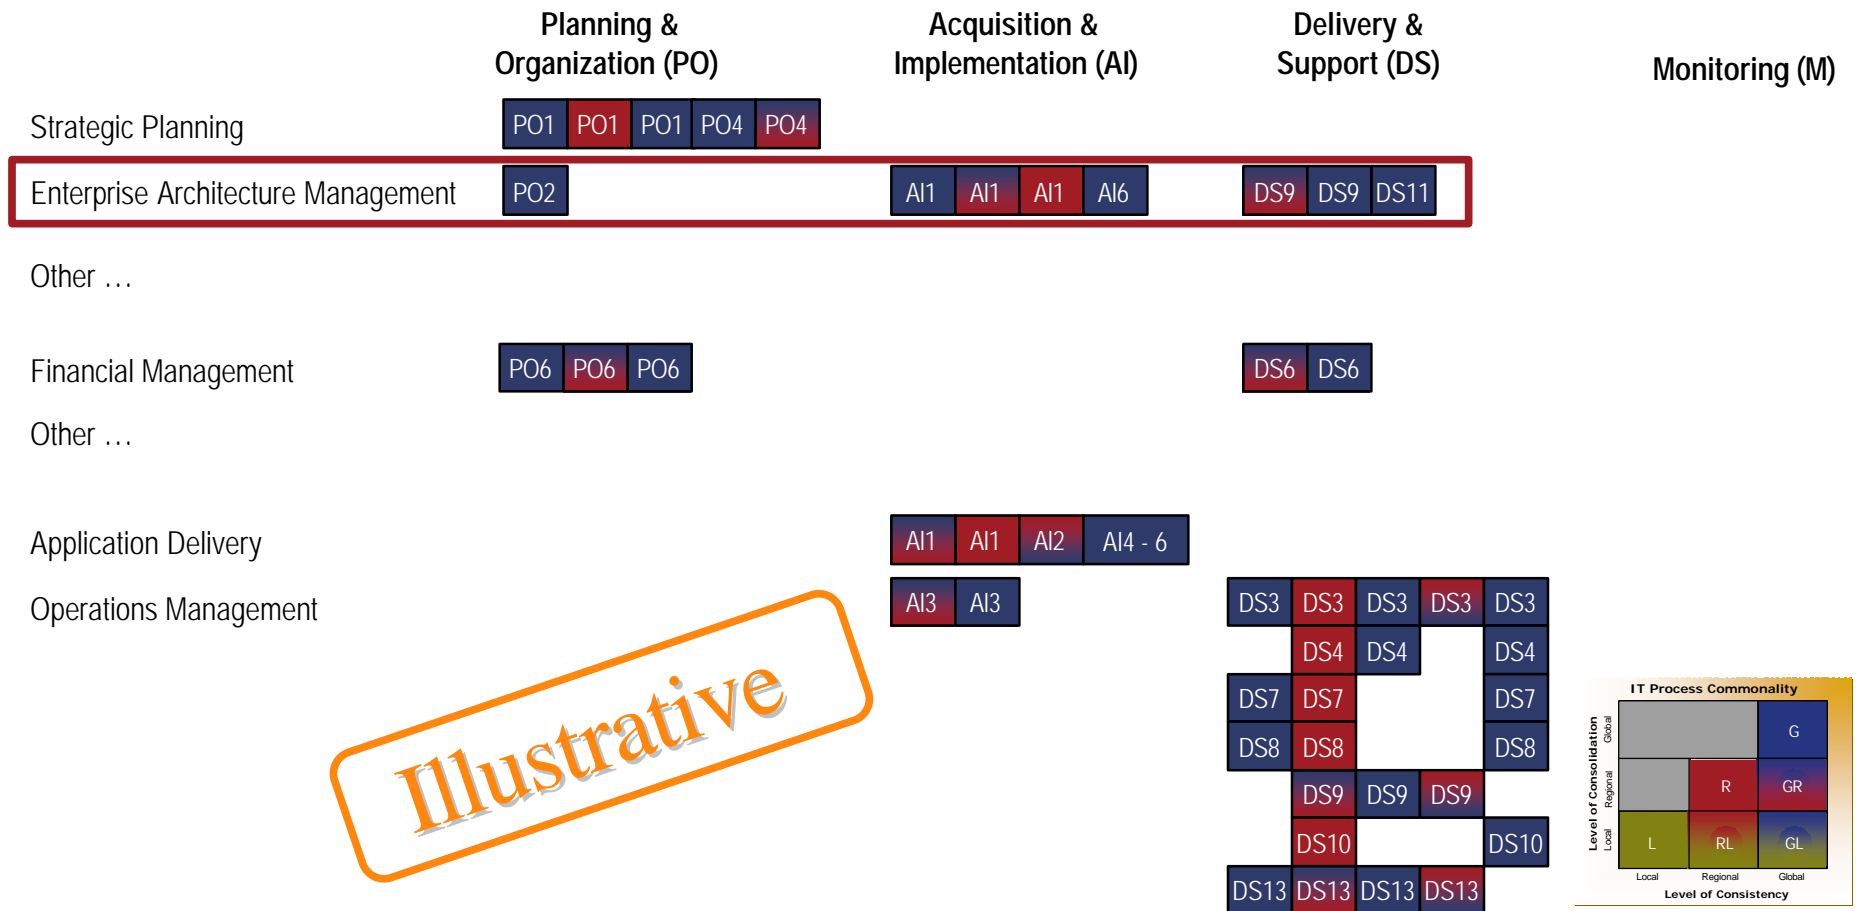 Planning &
Organization (PO)
Acquisition &
Implementation (AI)
Delivery &
Support (DS)
Monitoring (M)
Strategic Planning
PO1 PO1 PO1 PO4 PO4
Enterprise Architecture Management
PO2
AI1 AI1 AI1 AI6
DS9 DS9 DS11
Other …
Financial Management
PO6 PO6 PO6
DS6 DS6
Other …
Application Delivery
AI1 AI1 AI2 AI4 - 6
Operations Management
AI3 AI3
DS3 DS3 DS3 DS3 DS3
DS4 DS4 DS4
DS7 DS7 DS7
DS8 DS8 DS8
DS9 DS9 DS9
DS10 DS10
DS13 DS13 DS13 DS13
Illustrative
IT Process Commonality
Level of Consolidation
Global
G
Regional
R GR
Local
L RL GL
Local Regional Global
Level of Consistency